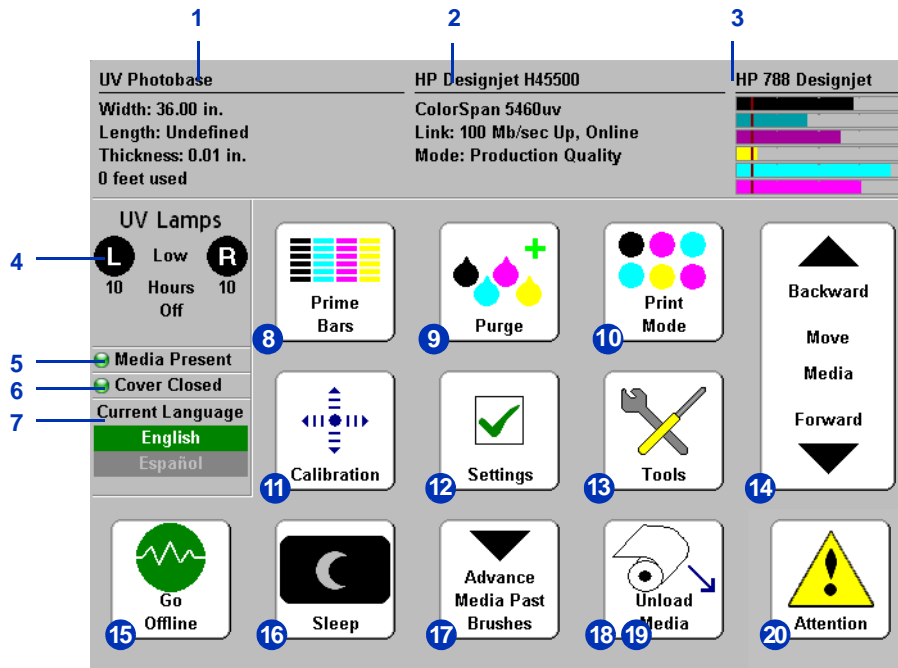 1
2
3
UV Photobase
HP Designjet H45500
HP 788 Designjet
Width: 36.00 in.
Length: Undefined
Thickness: 0.01 in.
0 feet used
ColorSpan 5460uv
Link: 100 Mb/sec Up, Online
Mode: Production Quality
4
UV Lamps
L Low R
10 Hours 10
Off
5
Media Present
6
Cover Closed
7
Current Language
English
Español
Prime
Bars
8
Purge
9
Print
Mode
10
Backward
Move
Media
Forward
14
Calibration
11
Settings
12
Tools
13
Go
Offline
15
Sleep
16
Advance
Media Past
Brushes
17
Unload
Media
18 19
Attention
20